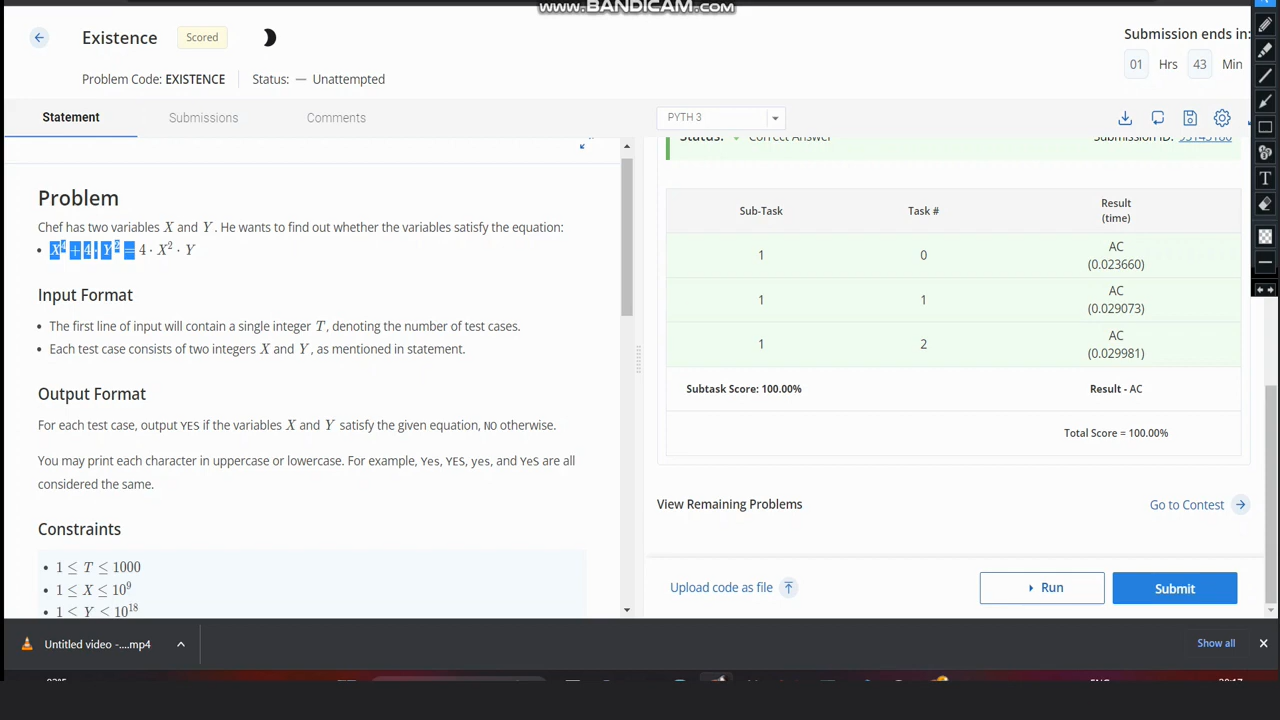 www.BANDICAM.com
Existence
Scored
Submission ends in:
01 Hrs 43 Min
Problem Code: EXISTENCE
Status: — Unattempted
Statement
Submissions
Comments
PYTH 3
Status: Correct Answer
Submission ID:
Problem
Chef has two variables X and Y. He wants to find out whether the variables satisfy the equation:
• X⁴ + 4 · Y² = 4 · X² · Y
Input Format
• The first line of input will contain a single integer T, denoting the number of test cases.
• Each test case consists of two integers X and Y, as mentioned in statement.
Output Format
For each test case, output YES if the variables X and Y satisfy the given equation, NO otherwise.
You may print each character in uppercase or lowercase. For example, Yes, YES, yes, and YeS are all
considered the same.
Constraints
• 1 ≤ T ≤ 1000
• 1 ≤ X ≤ 10⁹
• 1 ≤ Y ≤ 10¹⁸
Sub-Task
Task #
Result
(time)
1
0
AC
(0.023660)
1
1
AC
(0.029073)
1
2
AC
(0.029981)
Subtask Score: 100.00%
Result - AC
Total Score = 100.00%
View Remaining Problems
Go to Contest
Upload code as file
Run
Submit
Untitled video -....mp4
Show all